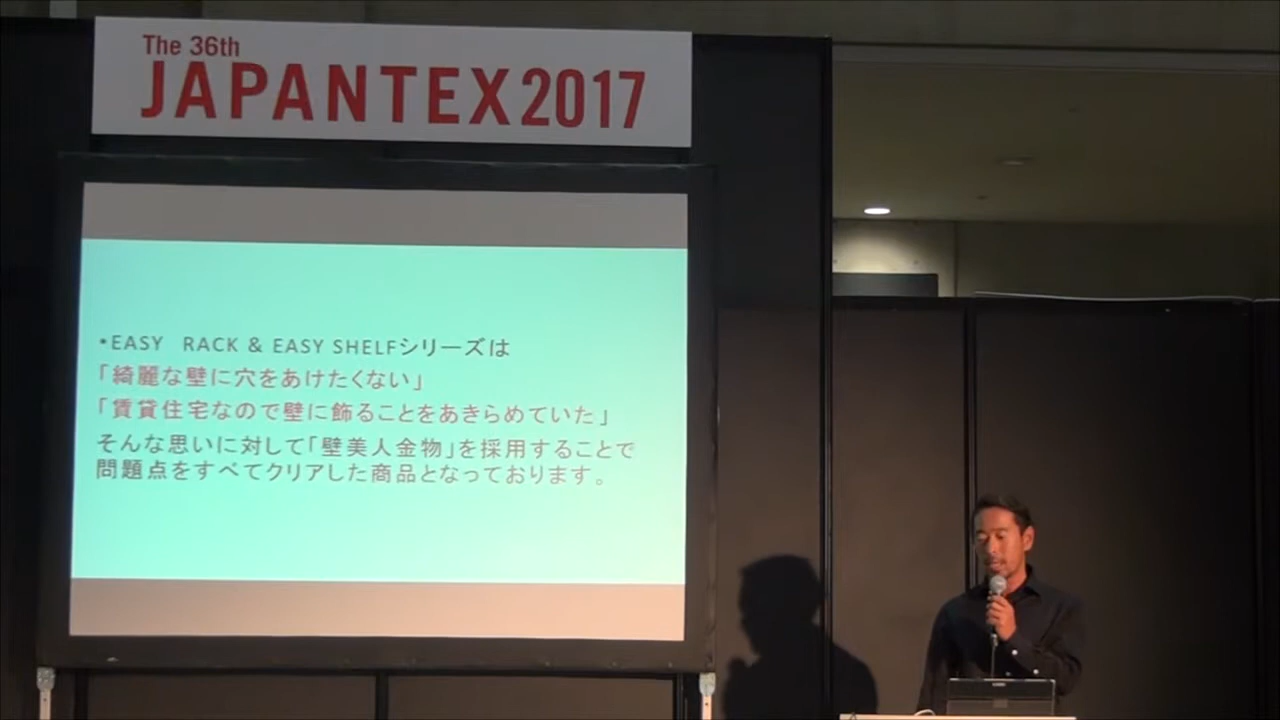 The 36th
JAPANTEX2017
・EASY RACK & EASY SHELFシリーズは
「綺麗な壁に穴をあけたくない」
「賃貸住宅なので壁に飾ることをあきらめていた」
そんな思いに対して「壁美人金物」を採用することで
問題点をすべてクリアした商品となっております。